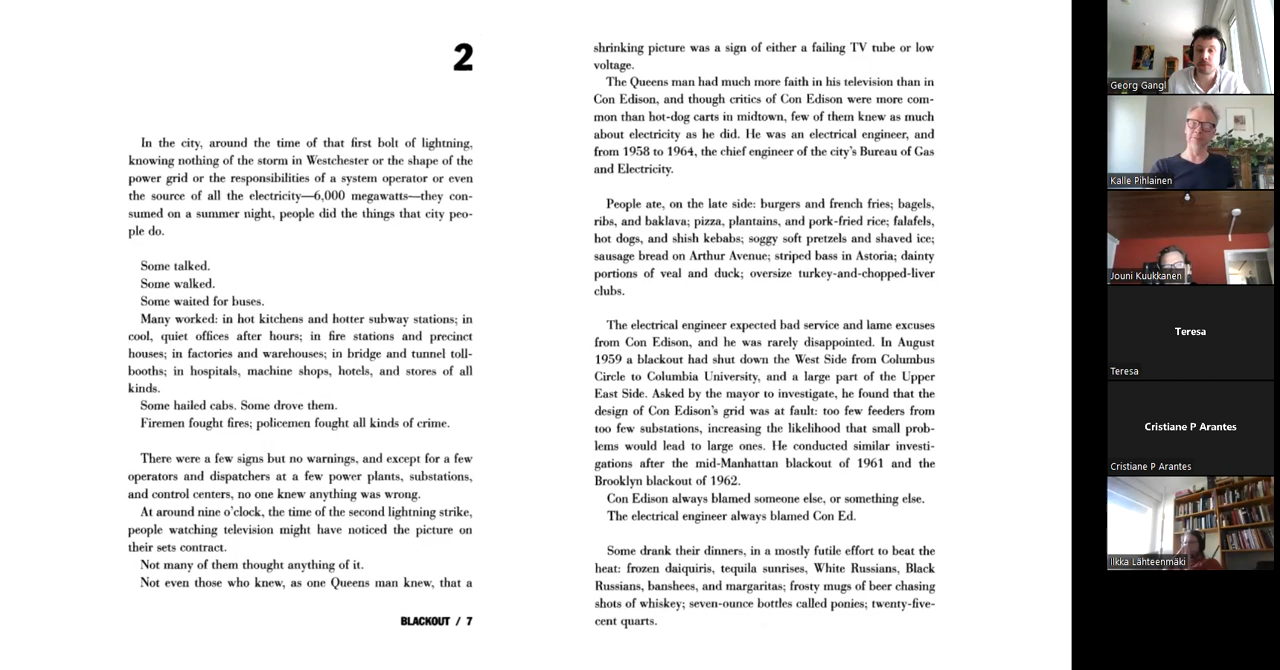 2
In the city, around the time of that first bolt of lightning,
knowing nothing of the storm in Westchester or the shape of the
power grid or the responsibilities of a system operator or even
the source of all the electricity—6,000 megawatts—they con-
sumed on a summer night, people did the things that city peo-
ple do.
Some talked.
Some walked.
Some waited for buses.
Many worked: in hot kitchens and hotter subway stations; in
cool, quiet offices after hours; in fire stations and precinct
houses; in factories and warehouses; in bridge and tunnel toll-
booths; in hospitals, machine shops, hotels, and stores of all
kinds.
Some hailed cabs. Some drove them.
Firemen fought fires; policemen fought all kinds of crime.
There were a few signs but no warnings, and except for a few
operators and dispatchers at a few power plants, substations,
and control centers, no one knew anything was wrong.
At around nine o'clock, the time of the second lightning strike,
people watching television might have noticed the picture on
their sets contract.
Not many of them thought anything of it.
Not even those who knew, as one Queens man knew, that a
BLACKOUT / 7
shrinking picture was a sign of either a failing TV tube or low
voltage.
The Queens man had much more faith in his television than in
Con Edison, and though critics of Con Edison were more com-
mon than hot-dog carts in midtown, few of them knew as much
about electricity as he did. He was an electrical engineer, and
from 1958 to 1964, the chief engineer of the city's Bureau of Gas
and Electricity.
People ate, on the late side: burgers and french fries; bagels,
ribs, and baklava; pizza, plantains, and pork-fried rice; falafels,
hot dogs, and shish kebabs; soggy soft pretzels and shaved ice;
sausage bread on Arthur Avenue; striped bass in Astoria; dainty
portions of veal and duck; oversize turkey-and-chopped-liver
clubs.
The electrical engineer expected bad service and lame excuses
from Con Edison, and he was rarely disappointed. In August
1959 a blackout had shut down the West Side from Columbus
Circle to Columbia University, and a large part of the Upper
East Side. Asked by the mayor to investigate, he found that the
design of Con Edison's grid was at fault: too few feeders from
too few substations, increasing the likelihood that small prob-
lems would lead to large ones. He conducted similar investi-
gations after the mid-Manhattan blackout of 1961 and the
Brooklyn blackout of 1962.
Con Edison always blamed someone else, or something else.
The electrical engineer always blamed Con Ed.
Some drank their dinners, in a mostly futile effort to beat the
heat: frozen daiquiris, tequila sunrises, White Russians, Black
Russians, banshees, and margaritas; frosty mugs of beer chasing
shots of whiskey; seven-ounce bottles called ponies; twenty-five-
cent quarts.
Georg Gangl
Kalle Pihlainen
Jouni Kuukkanen
Teresa
Teresa
Cristiane P Arantes
Cristiane P Arantes
Ilkka Lähteenmäki